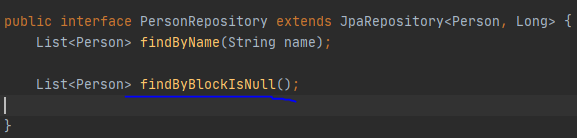 public interface PersonRepository extends JpaRepository<Person, Long> {
List<Person> findByName(String name);
List<Person> findByBlockIsNull();
}